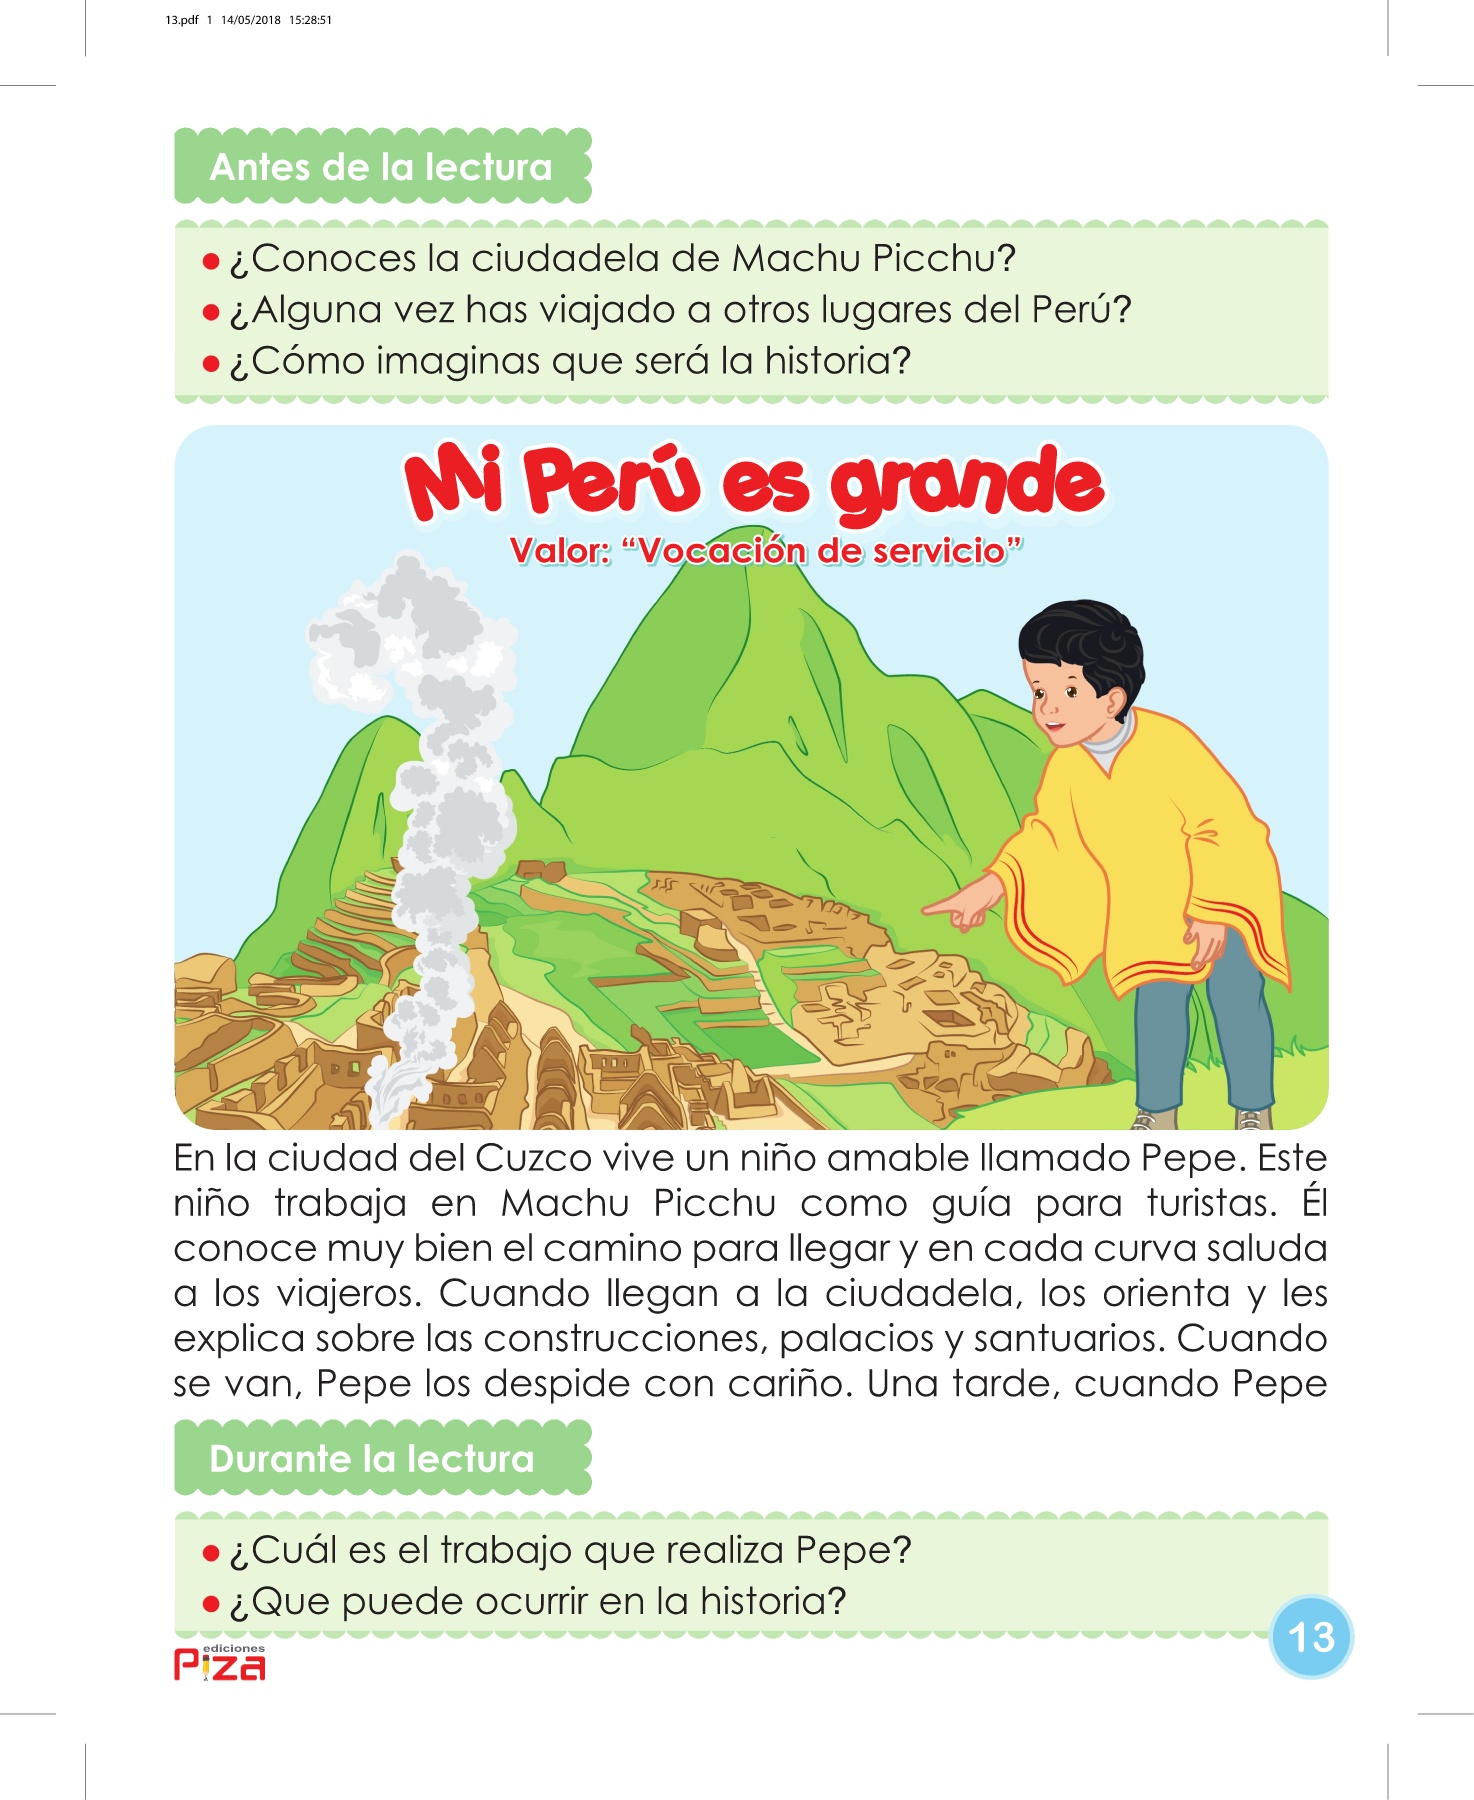 13.pdf 1 14/05/2018 15:28:51
Antes de la lectura
• ¿Conoces la ciudadela de Machu Picchu?
• ¿Alguna vez has viajado a otros lugares del Perú?
• ¿Cómo imaginas que será la historia?
Mi Perú es grande
Valor: “Vocación de servicio”
En la ciudad del Cuzco vive un niño amable llamado Pepe. Este
niño trabaja en Machu Picchu como guía para turistas. Él
conoce muy bien el camino para llegar y en cada curva saluda
a los viajeros. Cuando llegan a la ciudadela, los orienta y les
explica sobre las construcciones, palacios y santuarios. Cuando
se van, Pepe los despide con cariño. Una tarde, cuando Pepe
Durante la lectura
• ¿Cuál es el trabajo que realiza Pepe?
• ¿Que puede ocurrir en la historia?
13
ediciones
Piza